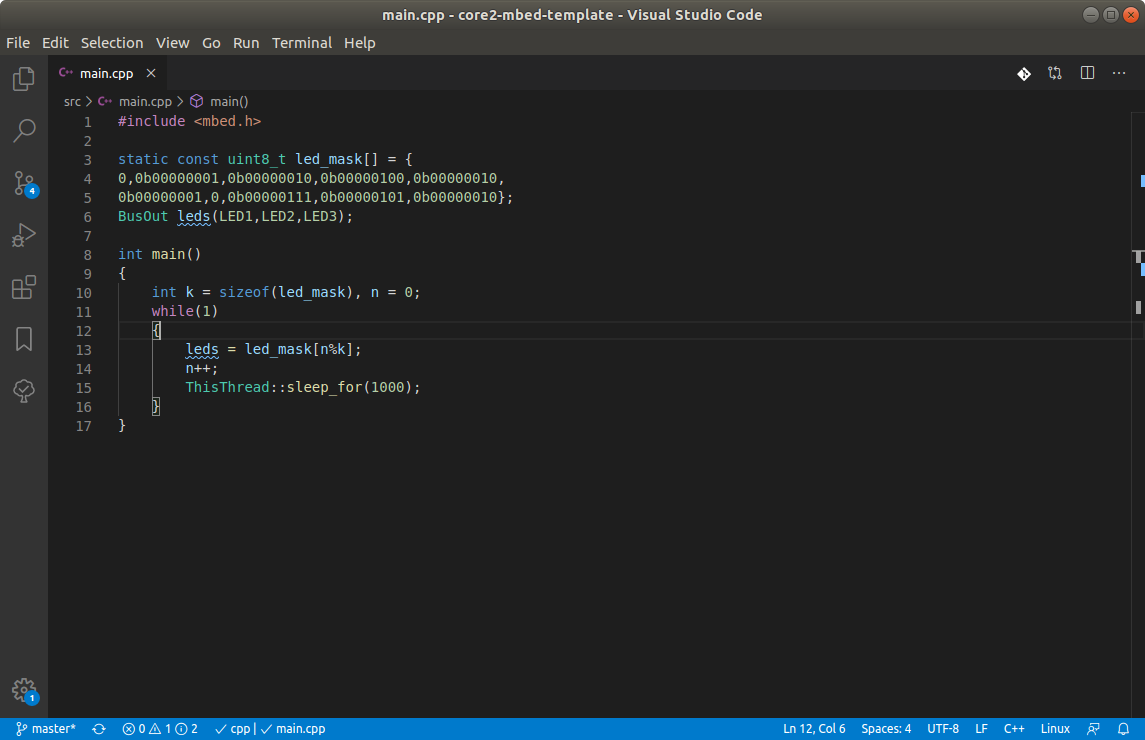 main.cpp - core2-mbed-template - Visual Studio Code
File Edit Selection View Go Run Terminal Help
C++ main.cpp
src > C++ main.cpp > main()
1 #include <mbed.h>
2
3 static const uint8_t led_mask[] = {
4 0,0b00000001,0b00000010,0b00000100,0b00000010,
5 0b00000001,0,0b00000111,0b00000101,0b00000010};
6 BusOut leds(LED1,LED2,LED3);
7
8 int main()
9 {
10     int k = sizeof(led_mask), n = 0;
11     while(1)
12     {
13         leds = led_mask[n%k];
14         n++;
15         ThisThread::sleep_for(1000);
16     }
17 }
4
1
master* 0 1 2 cpp | main.cpp Ln 12, Col 6 Spaces: 4 UTF-8 LF C++ Linux